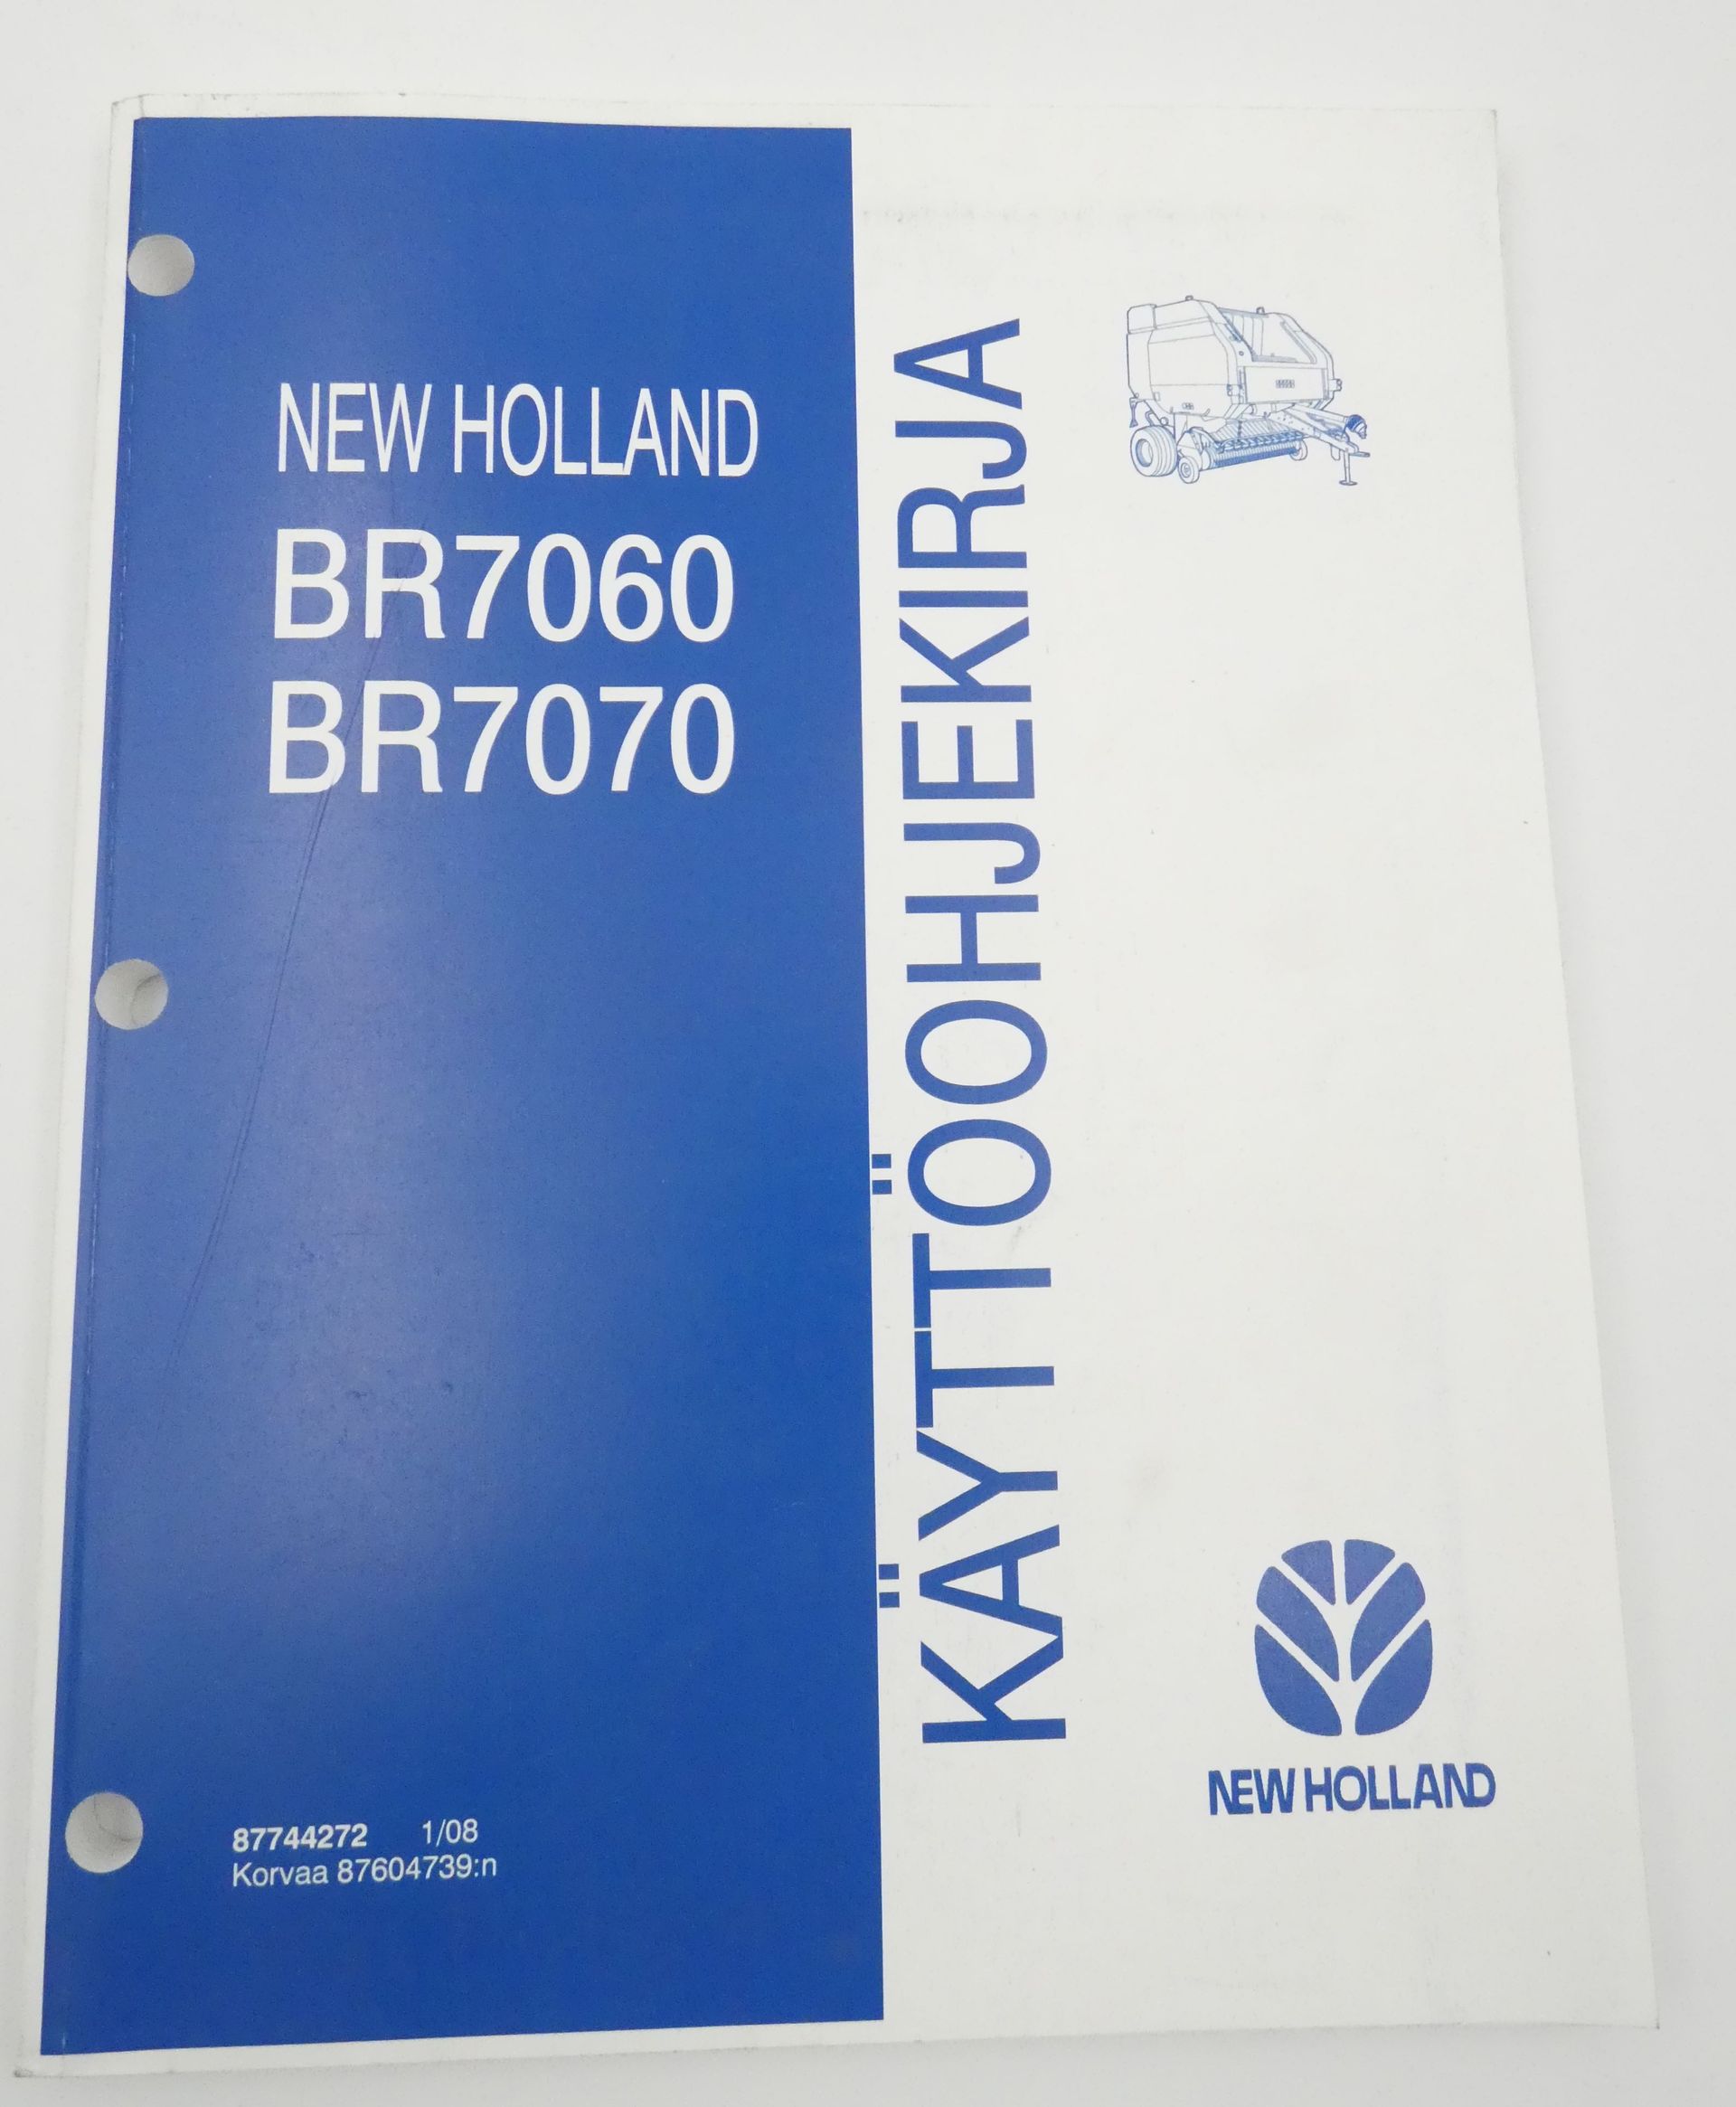 NEW HOLLAND
BR7060
BR7070
KÄYTTÖOHJEKIRJA
87744272 1/08
Korvaa 87604739:n
NEW HOLLAND